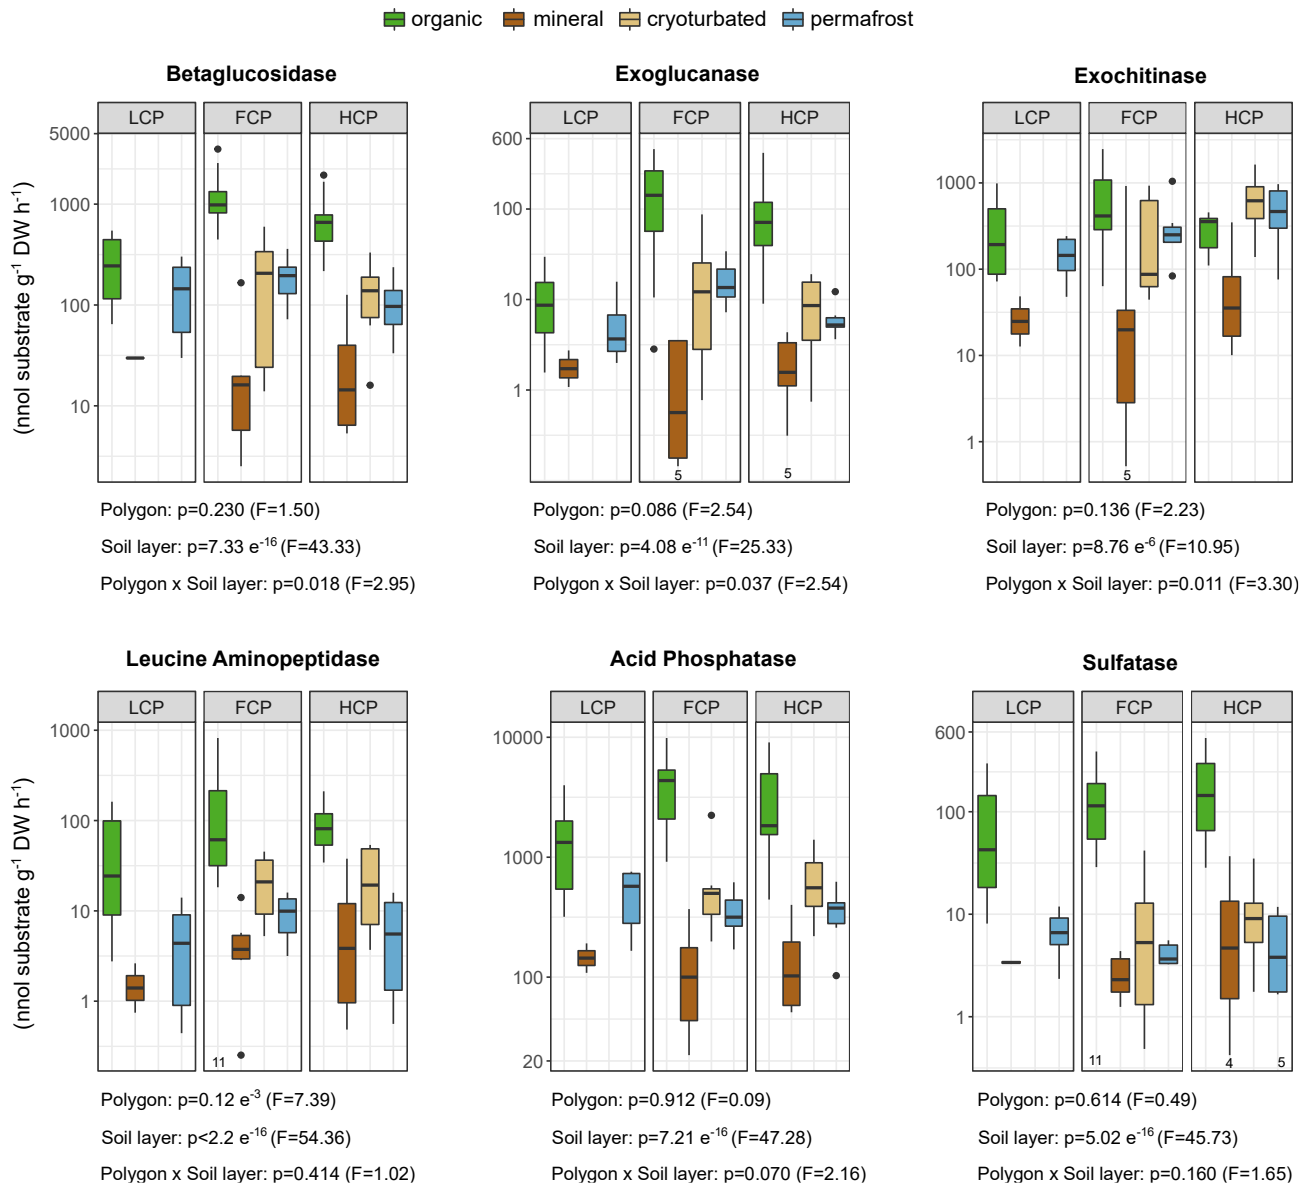 organic mineral cryoturbated permafrost
Betaglucosidase Exoglucanase Exochitinase
LCP FCP HCP LCP FCP HCP LCP FCP HCP
(nnol substrate g⁻¹ DW h⁻¹)
5000
1000
100
10
600
100
10
1
5 5
1000
100
10
1
5
Polygon: p=0.230 (F=1.50)
Soil layer: p=7.33 e⁻¹⁶ (F=43.33)
Polygon x Soil layer: p=0.018 (F=2.95)
Polygon: p=0.086 (F=2.54)
Soil layer: p=4.08 e⁻¹¹ (F=25.33)
Polygon x Soil layer: p=0.037 (F=2.54)
Polygon: p=0.136 (F=2.23)
Soil layer: p=8.76 e⁻⁶ (F=10.95)
Polygon x Soil layer: p=0.011 (F=3.30)
Leucine Aminopeptidase Acid Phosphatase Sulfatase
LCP FCP HCP LCP FCP HCP LCP FCP HCP
(nnol substrate g⁻¹ DW h⁻¹)
1000
100
10
1
11
10000
1000
100
20
600
100
10
1
11 4 5
Polygon: p=0.12 e⁻³ (F=7.39)
Soil layer: p<2.2 e⁻¹⁶ (F=54.36)
Polygon x Soil layer: p=0.414 (F=1.02)
Polygon: p=0.912 (F=0.09)
Soil layer: p=7.21 e⁻¹⁶ (F=47.28)
Polygon x Soil layer: p=0.070 (F=2.16)
Polygon: p=0.614 (F=0.49)
Soil layer: p=5.02 e⁻¹⁶ (F=45.73)
Polygon x Soil layer: p=0.160 (F=1.65)